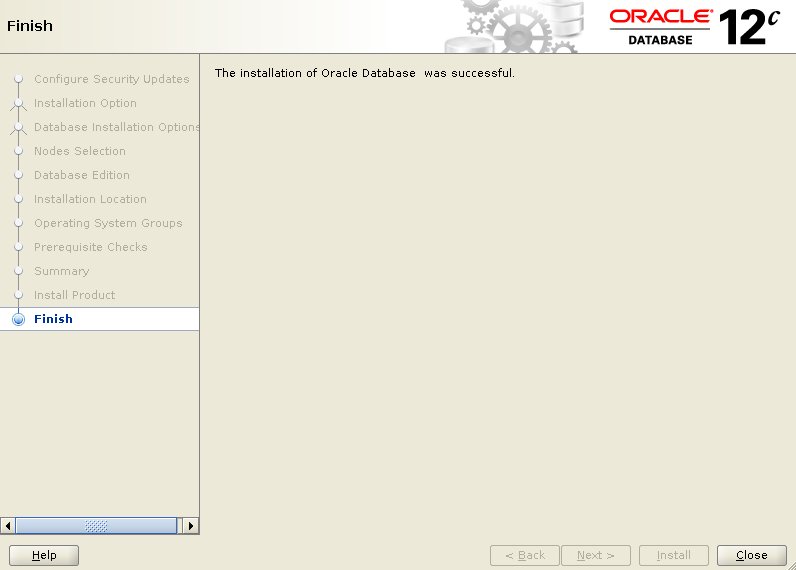 Finish
ORACLE®
DATABASE
12c
Configure Security Updates
Installation Option
Database Installation Options
Nodes Selection
Database Edition
Installation Location
Operating System Groups
Prerequisite Checks
Summary
Install Product
Finish
The installation of Oracle Database  was successful.
Help
< Back
Next >
Install
Close